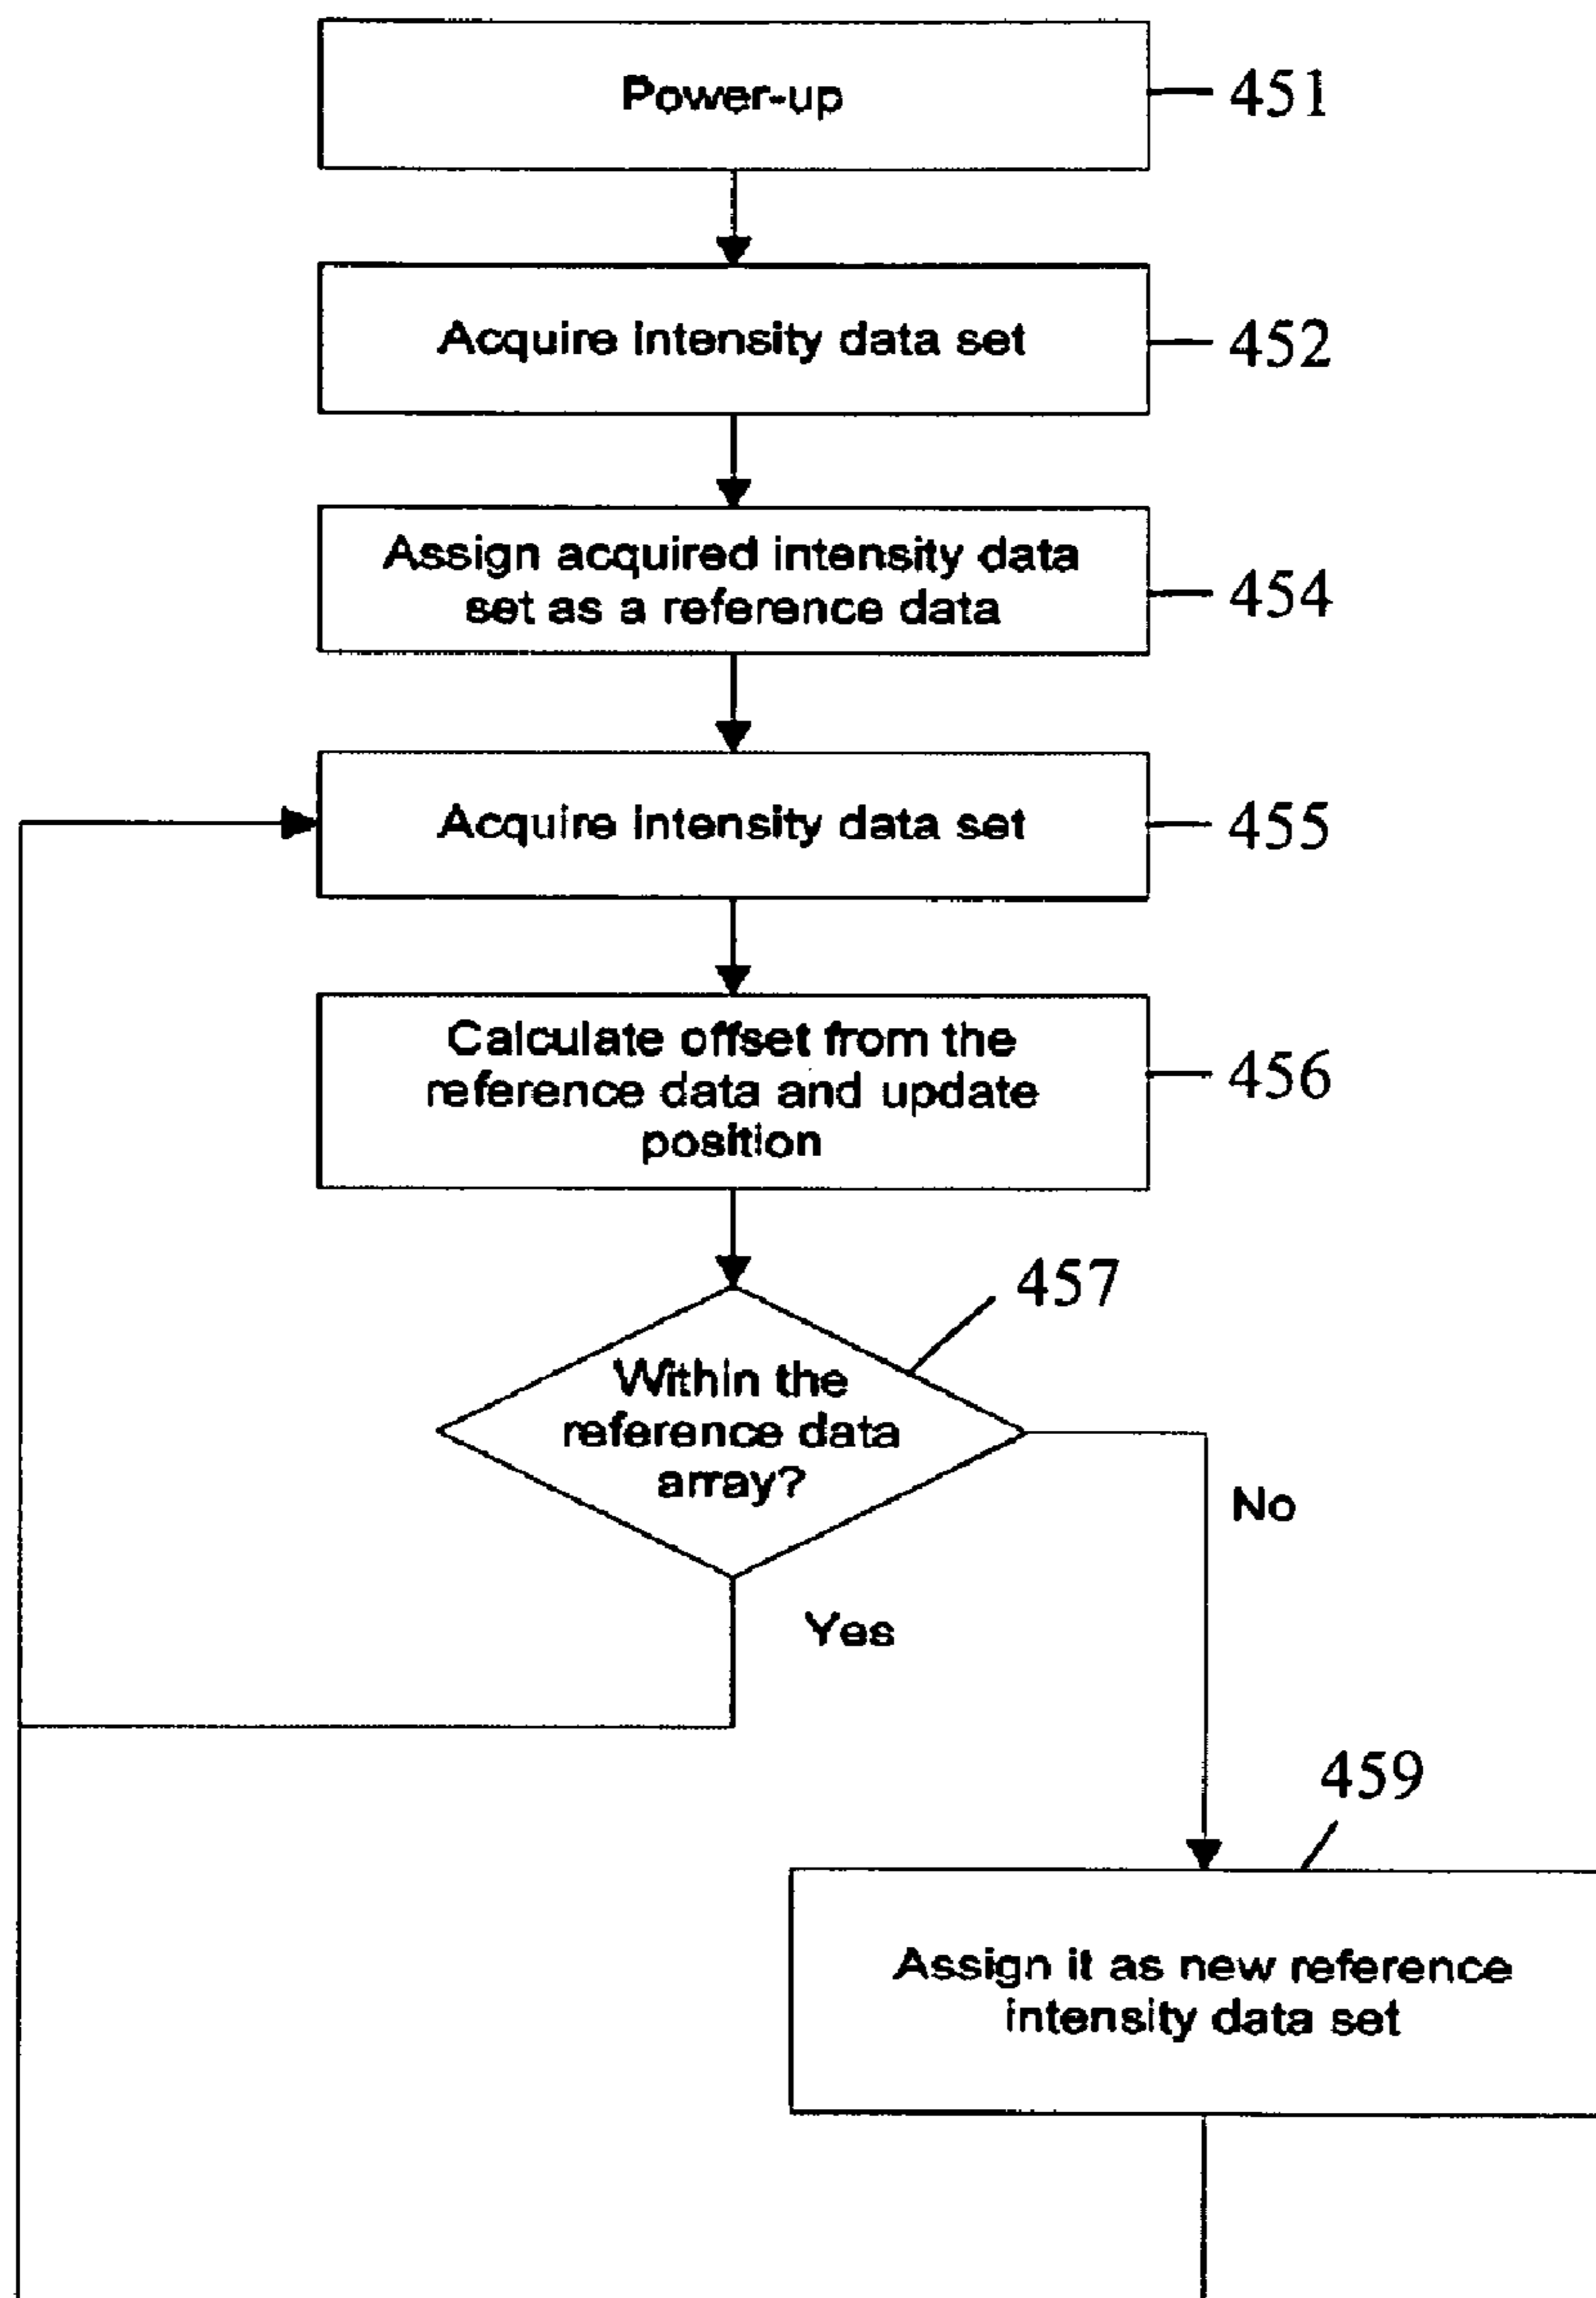 Power-up
451
Acquire intensity data set
452
Assign acquired intensity data
set as a reference data
454
Acquire intensity data set
455
Calculate offset from the
reference data and update
position
456
457
Within the
reference data
array?
No
Yes
459
Assign it as new reference
intensity data set